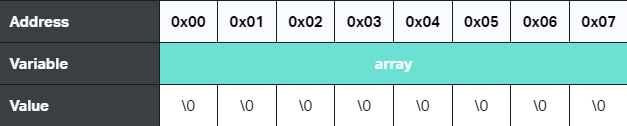 Address 0x00 0x01 0x02 0x03 0x04 0x05 0x06 0x07
Variable array
Value \0 \0 \0 \0 \0 \0 \0 \0